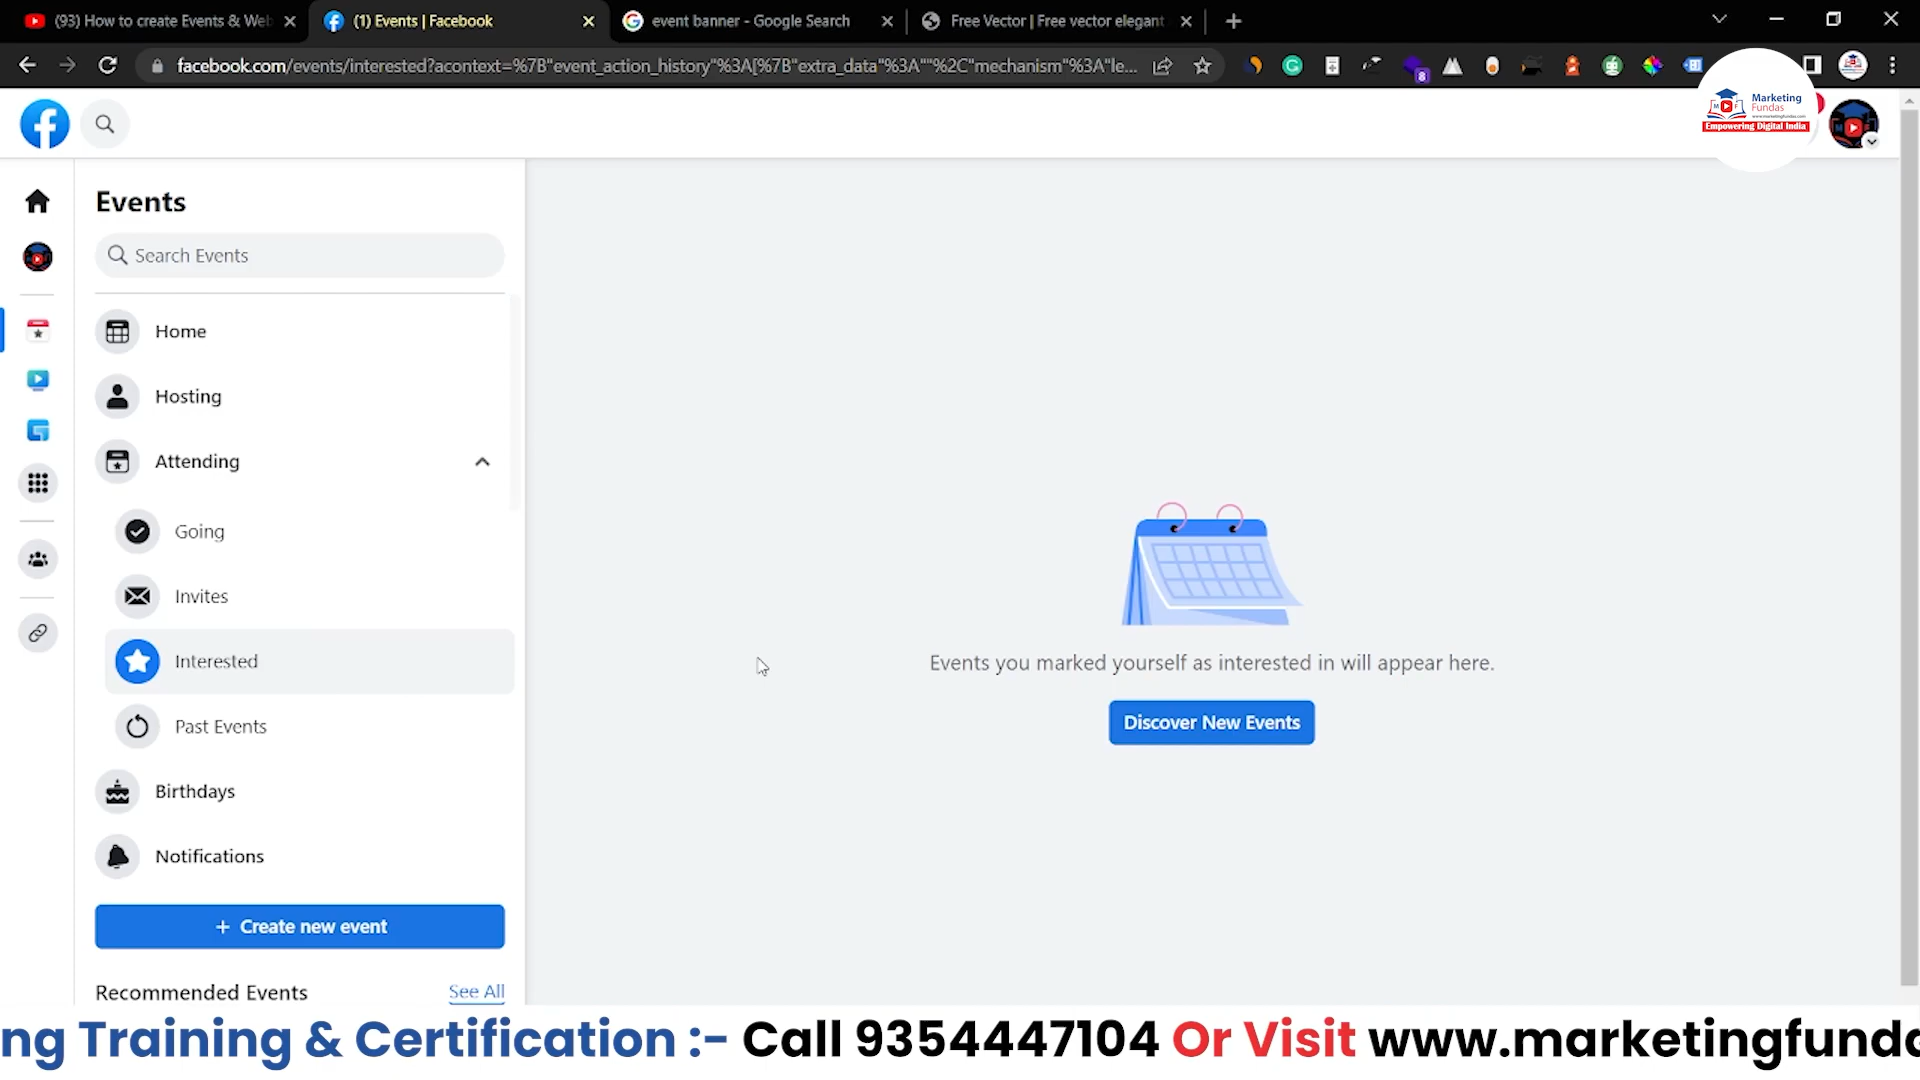 (93) How to create Events & Web
(1) Events | Facebook
event banner - Google Search
Free Vector | Free vector elegant
facebook.com/events/interested?acontext=%7B"event_action_history"%3A[%7B"extra_data"%3A""%2C"mechanism"%3A"le...
8
Marketing
Fundas
www.marketingfundas.com
Empowering Digital India
Events
Search Events
Home
Hosting
Attending
Going
Invites
Interested
Past Events
Birthdays
Notifications
+ Create new event
Recommended Events
See All
Events you marked yourself as interested in will appear here.
Discover New Events
ng Training & Certification :- Call 9354447104 Or Visit www.marketingfunda